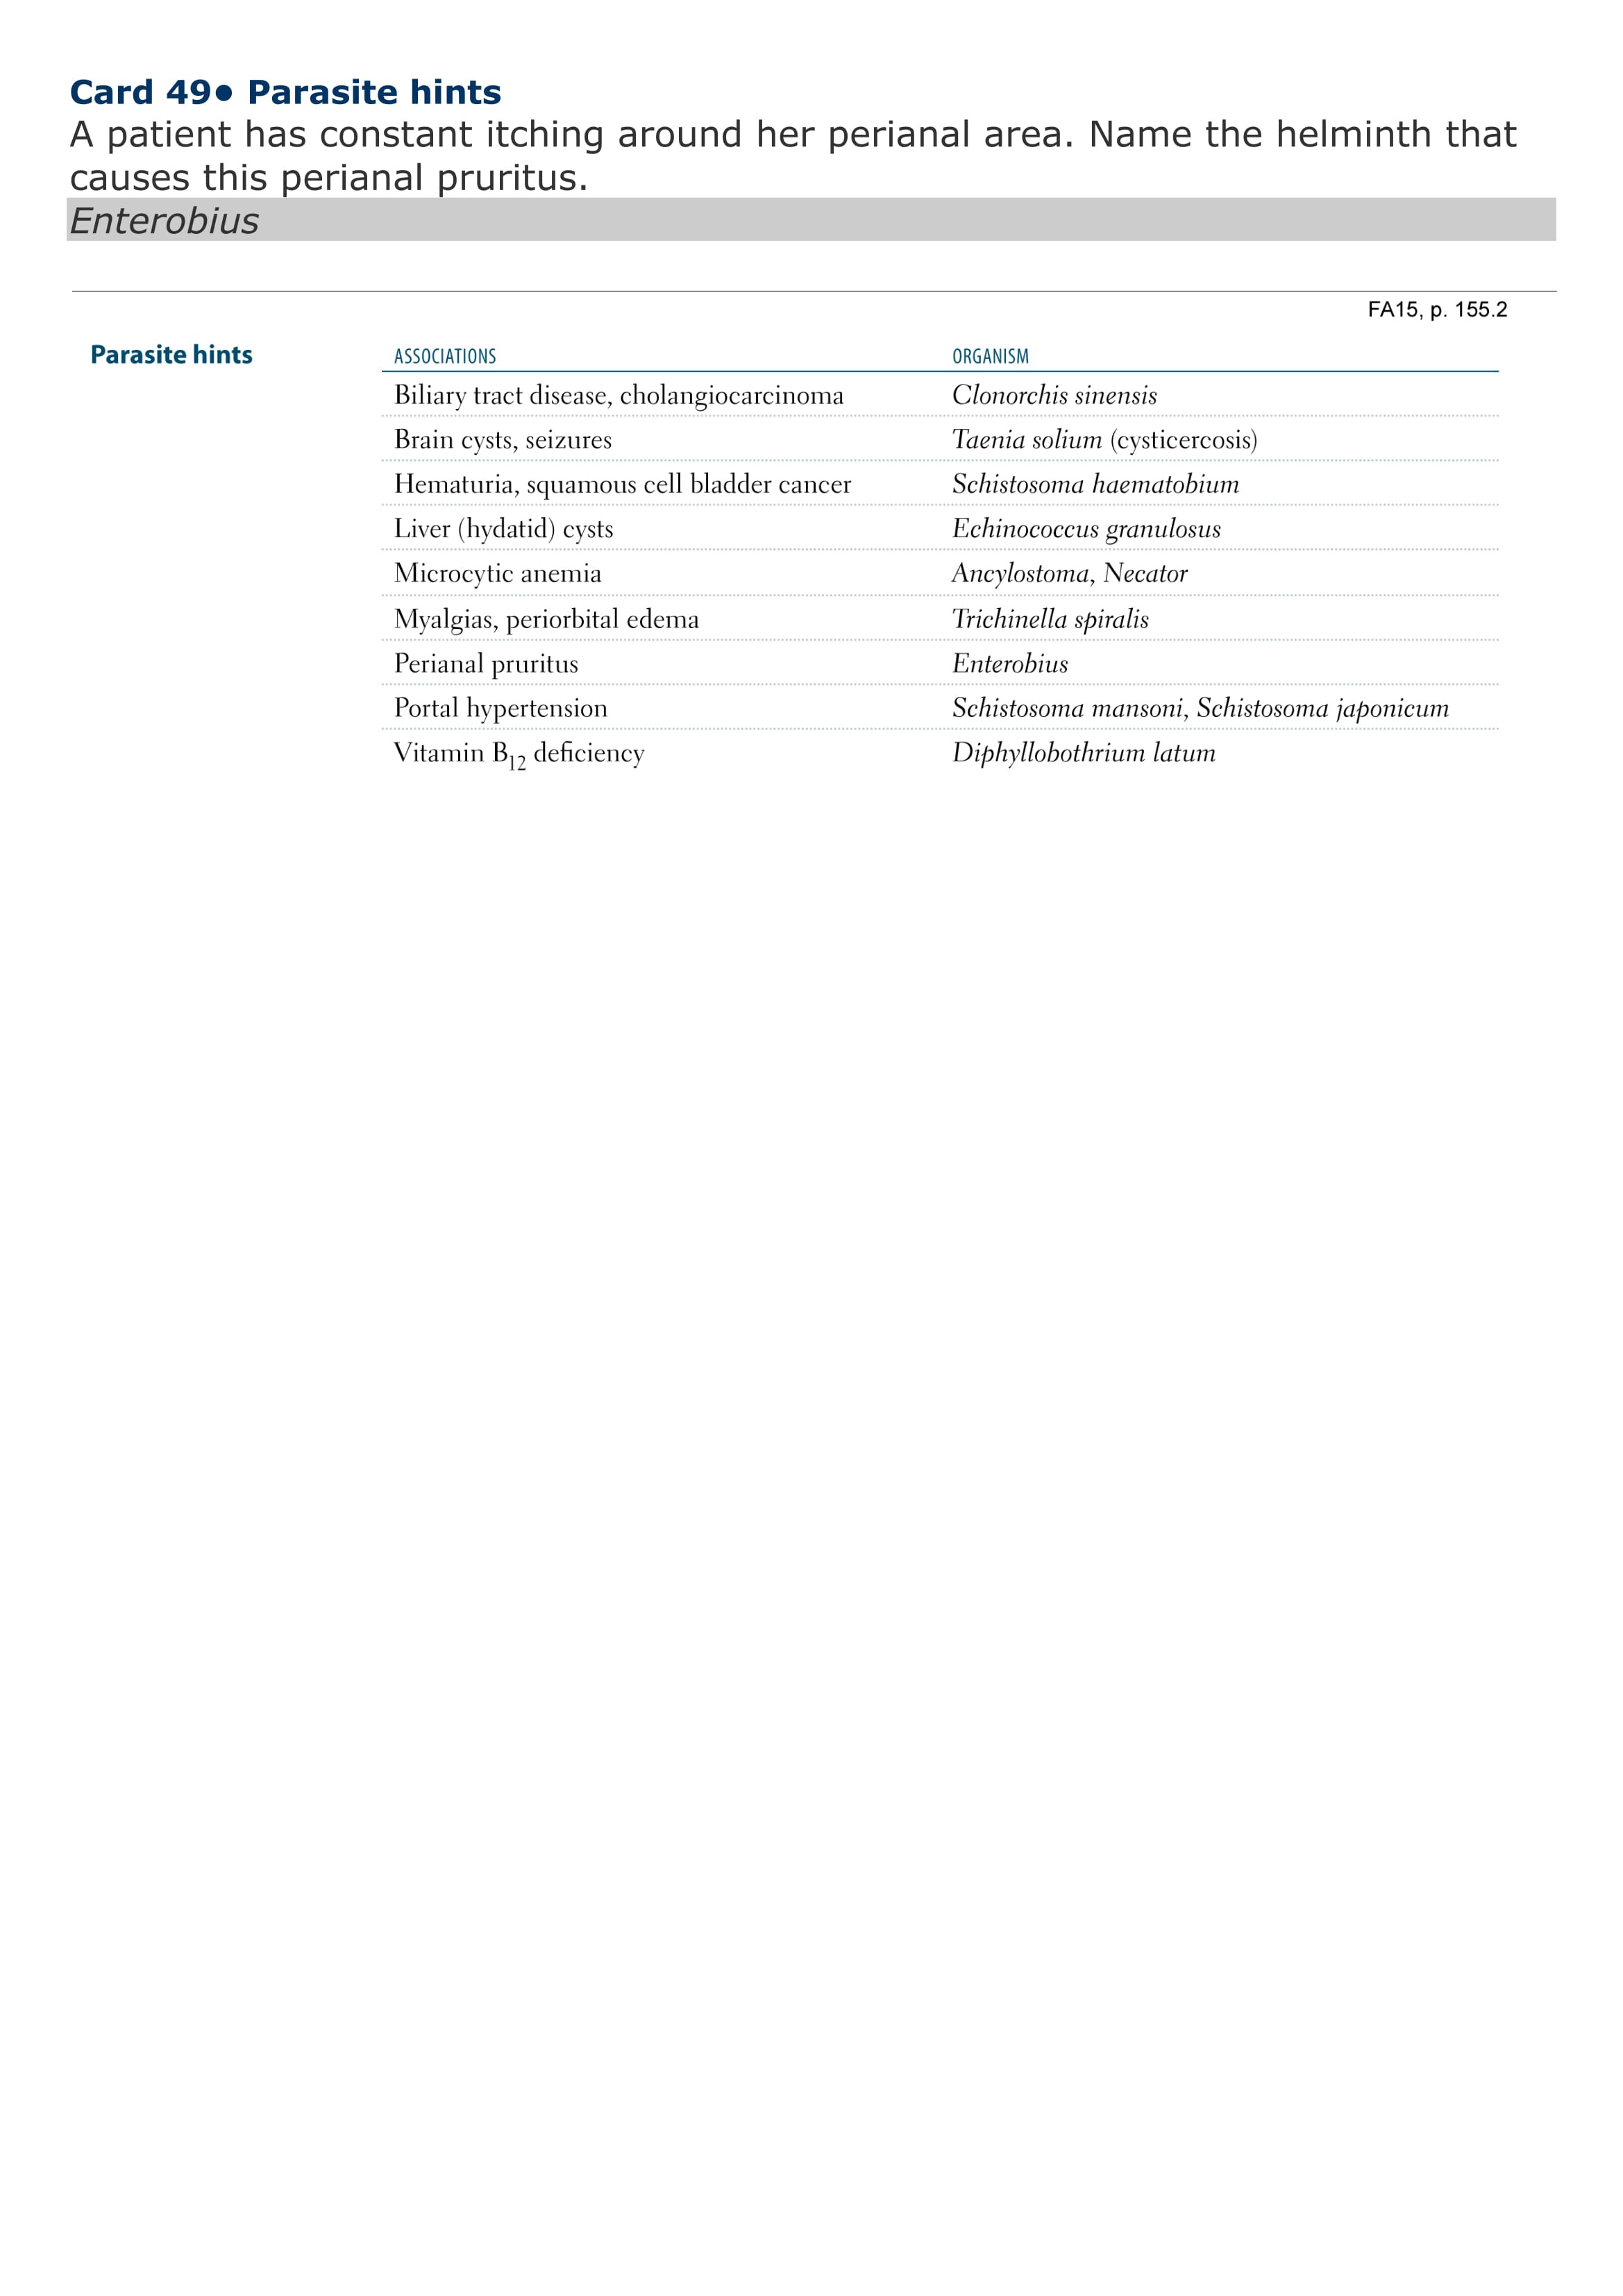 Card 49● Parasite hints
A patient has constant itching around her perianal area. Name the helminth that
causes this perianal pruritus.
Enterobius
FA15, p. 155.2
Parasite hints ASSOCIATIONS ORGANISM
Biliary tract disease, cholangiocarcinoma Clonorchis sinensis
Brain cysts, seizures Taenia solium (cysticercosis)
Hematuria, squamous cell bladder cancer Schistosoma haematobium
Liver (hydatid) cysts Echinococcus granulosus
Microcytic anemia Ancylostoma, Necator
Myalgias, periorbital edema Trichinella spiralis
Perianal pruritus Enterobius
Portal hypertension Schistosoma mansoni, Schistosoma japonicum
Vitamin B12 deficiency Diphyllobothrium latum